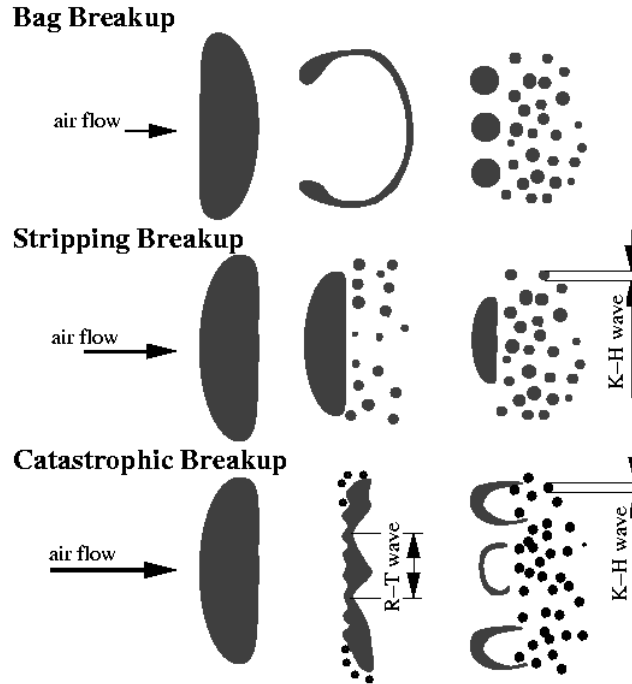 Bag Breakup
air flow
Stripping Breakup
air flow
K–H wave
Catastrophic Breakup
air flow
R–T wave
K–H wave